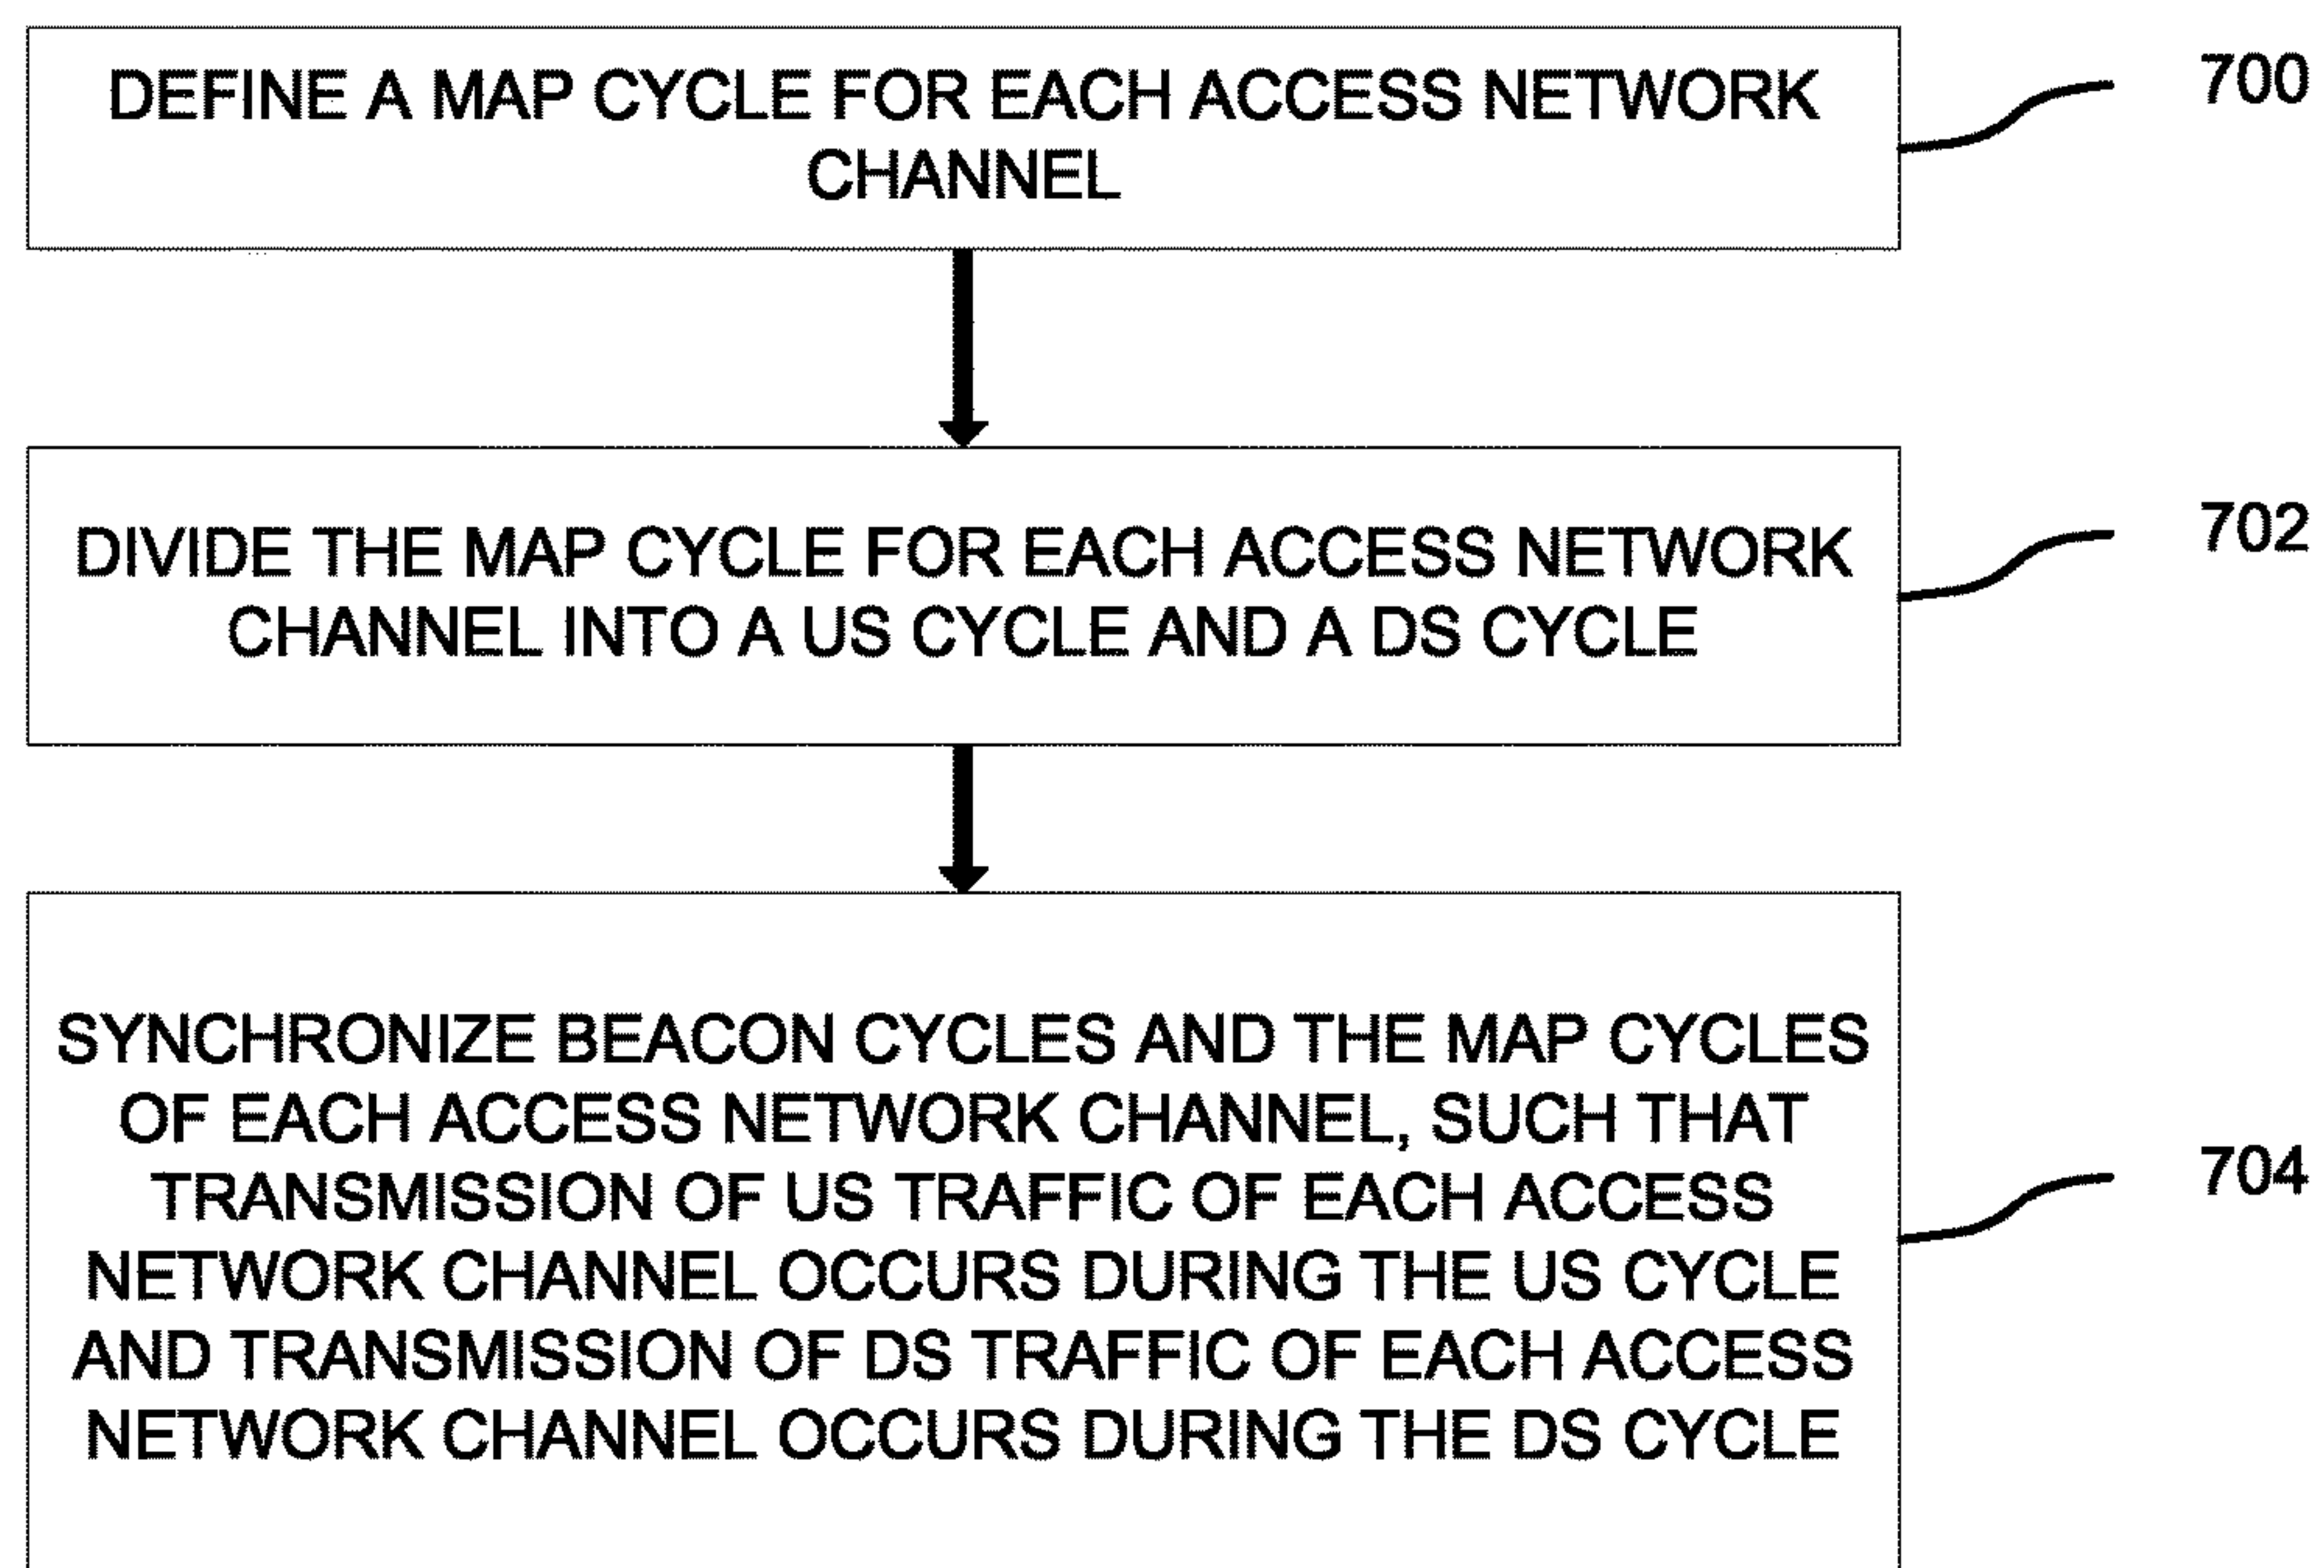 DEFINE A MAP CYCLE FOR EACH ACCESS NETWORK
CHANNEL
700
DIVIDE THE MAP CYCLE FOR EACH ACCESS NETWORK
CHANNEL INTO A US CYCLE AND A DS CYCLE
702
SYNCHRONIZE BEACON CYCLES AND THE MAP CYCLES
OF EACH ACCESS NETWORK CHANNEL, SUCH THAT
TRANSMISSION OF US TRAFFIC OF EACH ACCESS
NETWORK CHANNEL OCCURS DURING THE US CYCLE
AND TRANSMISSION OF DS TRAFFIC OF EACH ACCESS
NETWORK CHANNEL OCCURS DURING THE DS CYCLE
704